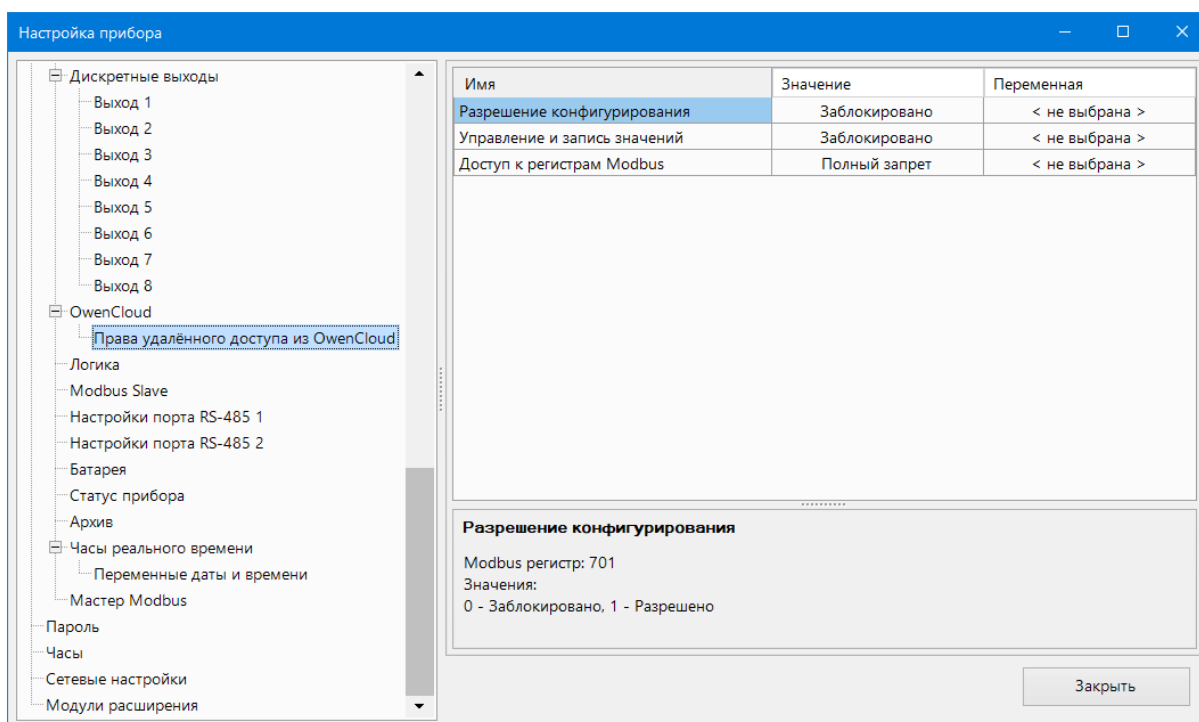 Настройка прибора
Дискретные выходы
Выход 1
Выход 2
Выход 3
Выход 4
Выход 5
Выход 6
Выход 7
Выход 8
OwenCloud
Права удалённого доступа из OwenCloud
Логика
Modbus Slave
Настройки порта RS-485 1
Настройки порта RS-485 2
Батарея
Статус прибора
Архив
Часы реального времени
Переменные даты и времени
Мастер Modbus
Пароль
Часы
Сетевые настройки
Модули расширения
Имя Значение Переменная
Разрешение конфигурирования Заблокировано < не выбрана >
Управление и запись значений Заблокировано < не выбрана >
Доступ к регистрам Modbus Полный запрет < не выбрана >
Разрешение конфигурирования
Modbus регистр: 701
Значения:
0 - Заблокировано, 1 - Разрешено
Закрыть